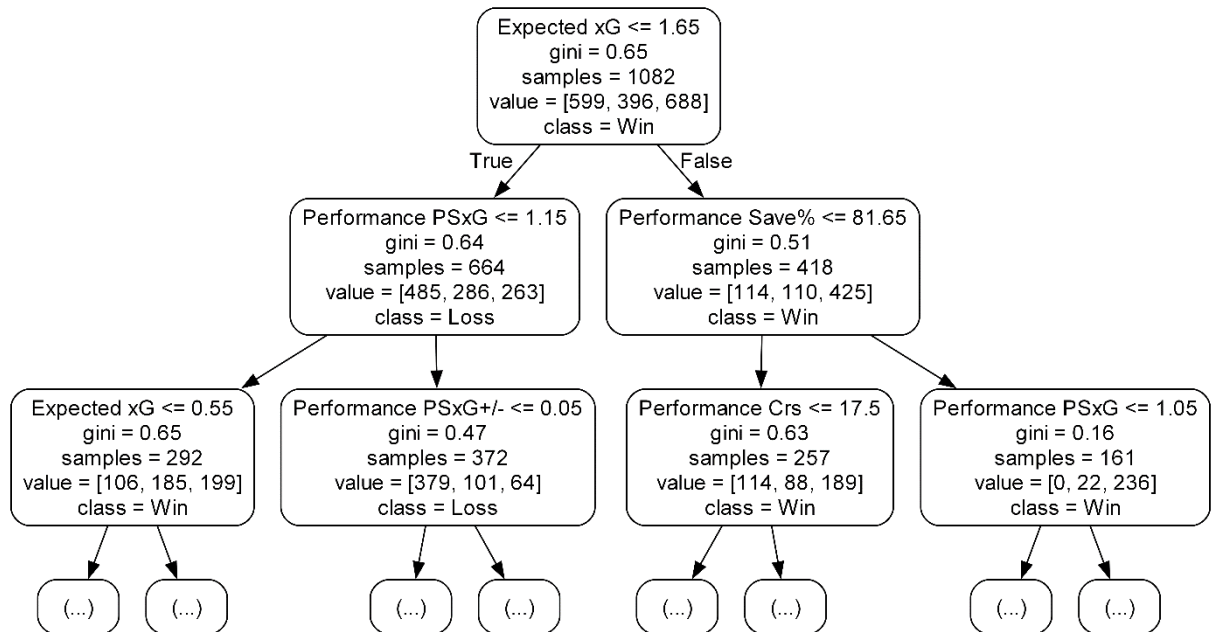 Expected xG <= 1.65
gini = 0.65
samples = 1082
value = [599, 396, 688]
class = Win
True
False
Performance PSxG <= 1.15
gini = 0.64
samples = 664
value = [485, 286, 263]
class = Loss
Performance Save% <= 81.65
gini = 0.51
samples = 418
value = [114, 110, 425]
class = Win
Expected xG <= 0.55
gini = 0.65
samples = 292
value = [106, 185, 199]
class = Win
Performance PSxG+/- <= 0.05
gini = 0.47
samples = 372
value = [379, 101, 64]
class = Loss
Performance Crs <= 17.5
gini = 0.63
samples = 257
value = [114, 88, 189]
class = Win
Performance PSxG <= 1.05
gini = 0.16
samples = 161
value = [0, 22, 236]
class = Win
(...)
(...)
(...)
(...)
(...)
(...)
(...)
(...)